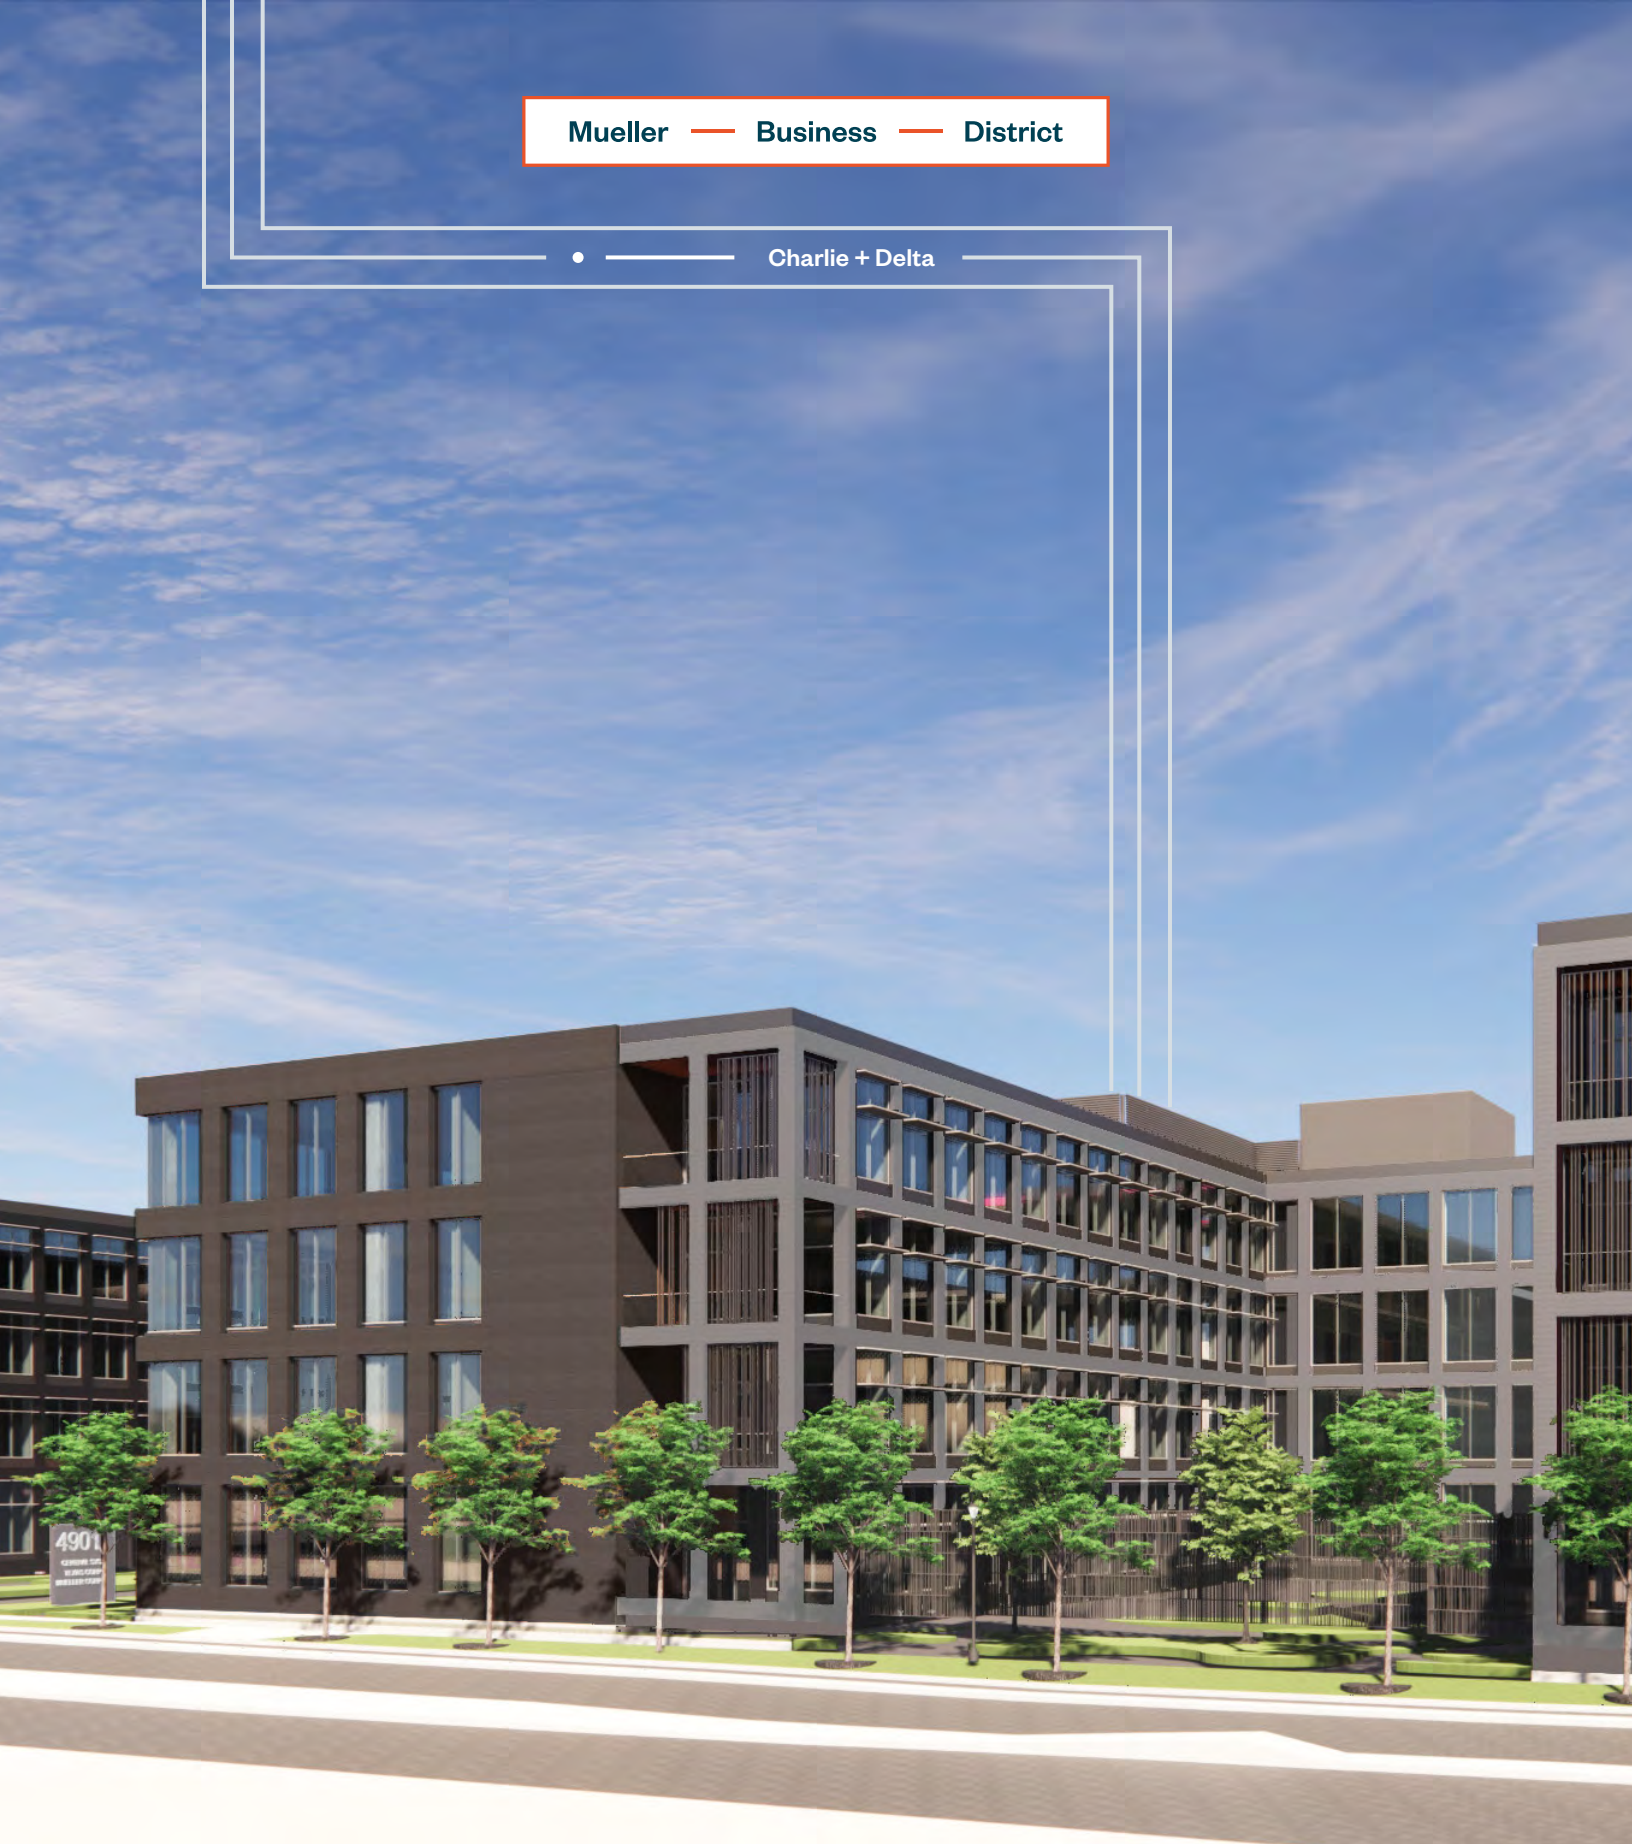 Mueller — Business — District
Charlie + Delta
4901